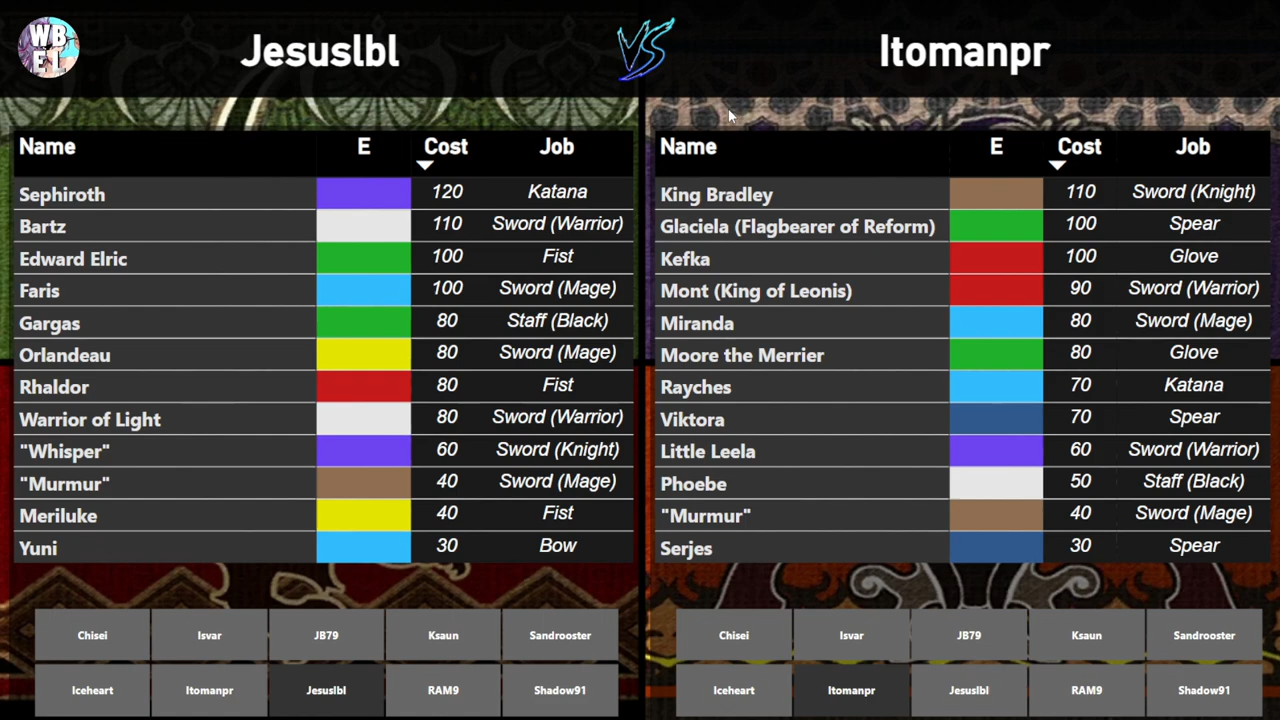 WB
EL
Jesuslbl
VS
Itomanpr
Name E Cost Job
Sephiroth 120 Katana
Bartz 110 Sword (Warrior)
Edward Elric 100 Fist
Faris 100 Sword (Mage)
Gargas 80 Staff (Black)
Orlandeau 80 Sword (Mage)
Rhaldor 80 Fist
Warrior of Light 80 Sword (Warrior)
"Whisper" 60 Sword (Knight)
"Murmur" 40 Sword (Mage)
Meriluke 40 Fist
Yuni 30 Bow
Name E Cost Job
King Bradley 110 Sword (Knight)
Glaciela (Flagbearer of Reform) 100 Spear
Kefka 100 Glove
Mont (King of Leonis) 90 Sword (Warrior)
Miranda 80 Sword (Mage)
Moore the Merrier 80 Glove
Rayches 70 Katana
Viktora 70 Spear
Little Leela 60 Sword (Warrior)
Phoebe 50 Staff (Black)
"Murmur" 40 Sword (Mage)
Serjes 30 Spear
Chisei Isvar JB79 Ksaun Sandrooster
Iceheart Itomanpr Jesuslbl RAM9 Shadow91
Chisei Isvar JB79 Ksaun Sandrooster
Iceheart Itomanpr Jesuslbl RAM9 Shadow91